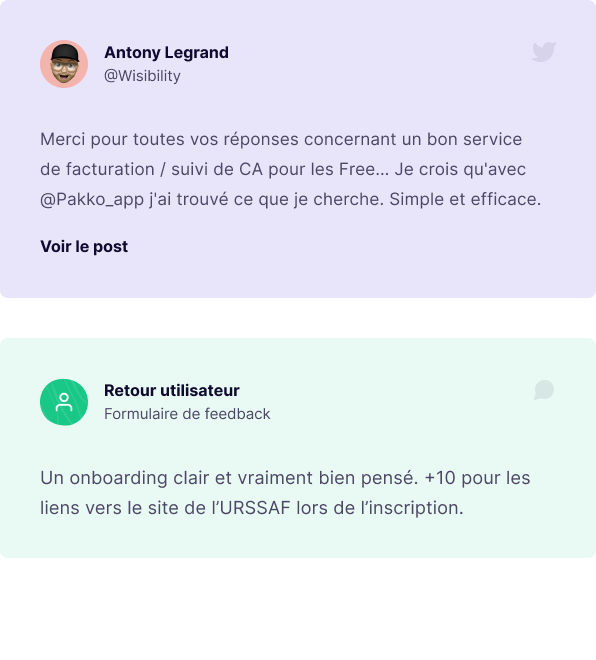 Antony Legrand
@Wisibility
Merci pour toutes vos réponses concernant un bon service
de facturation / suivi de CA pour les Free... Je crois qu'avec
@Pakko_app j'ai trouvé ce que je cherche. Simple et efficace.
Voir le post
Retour utilisateur
Formulaire de feedback
Un onboarding clair et vraiment bien pensé. +10 pour les
liens vers le site de l’URSSAF lors de l’inscription.